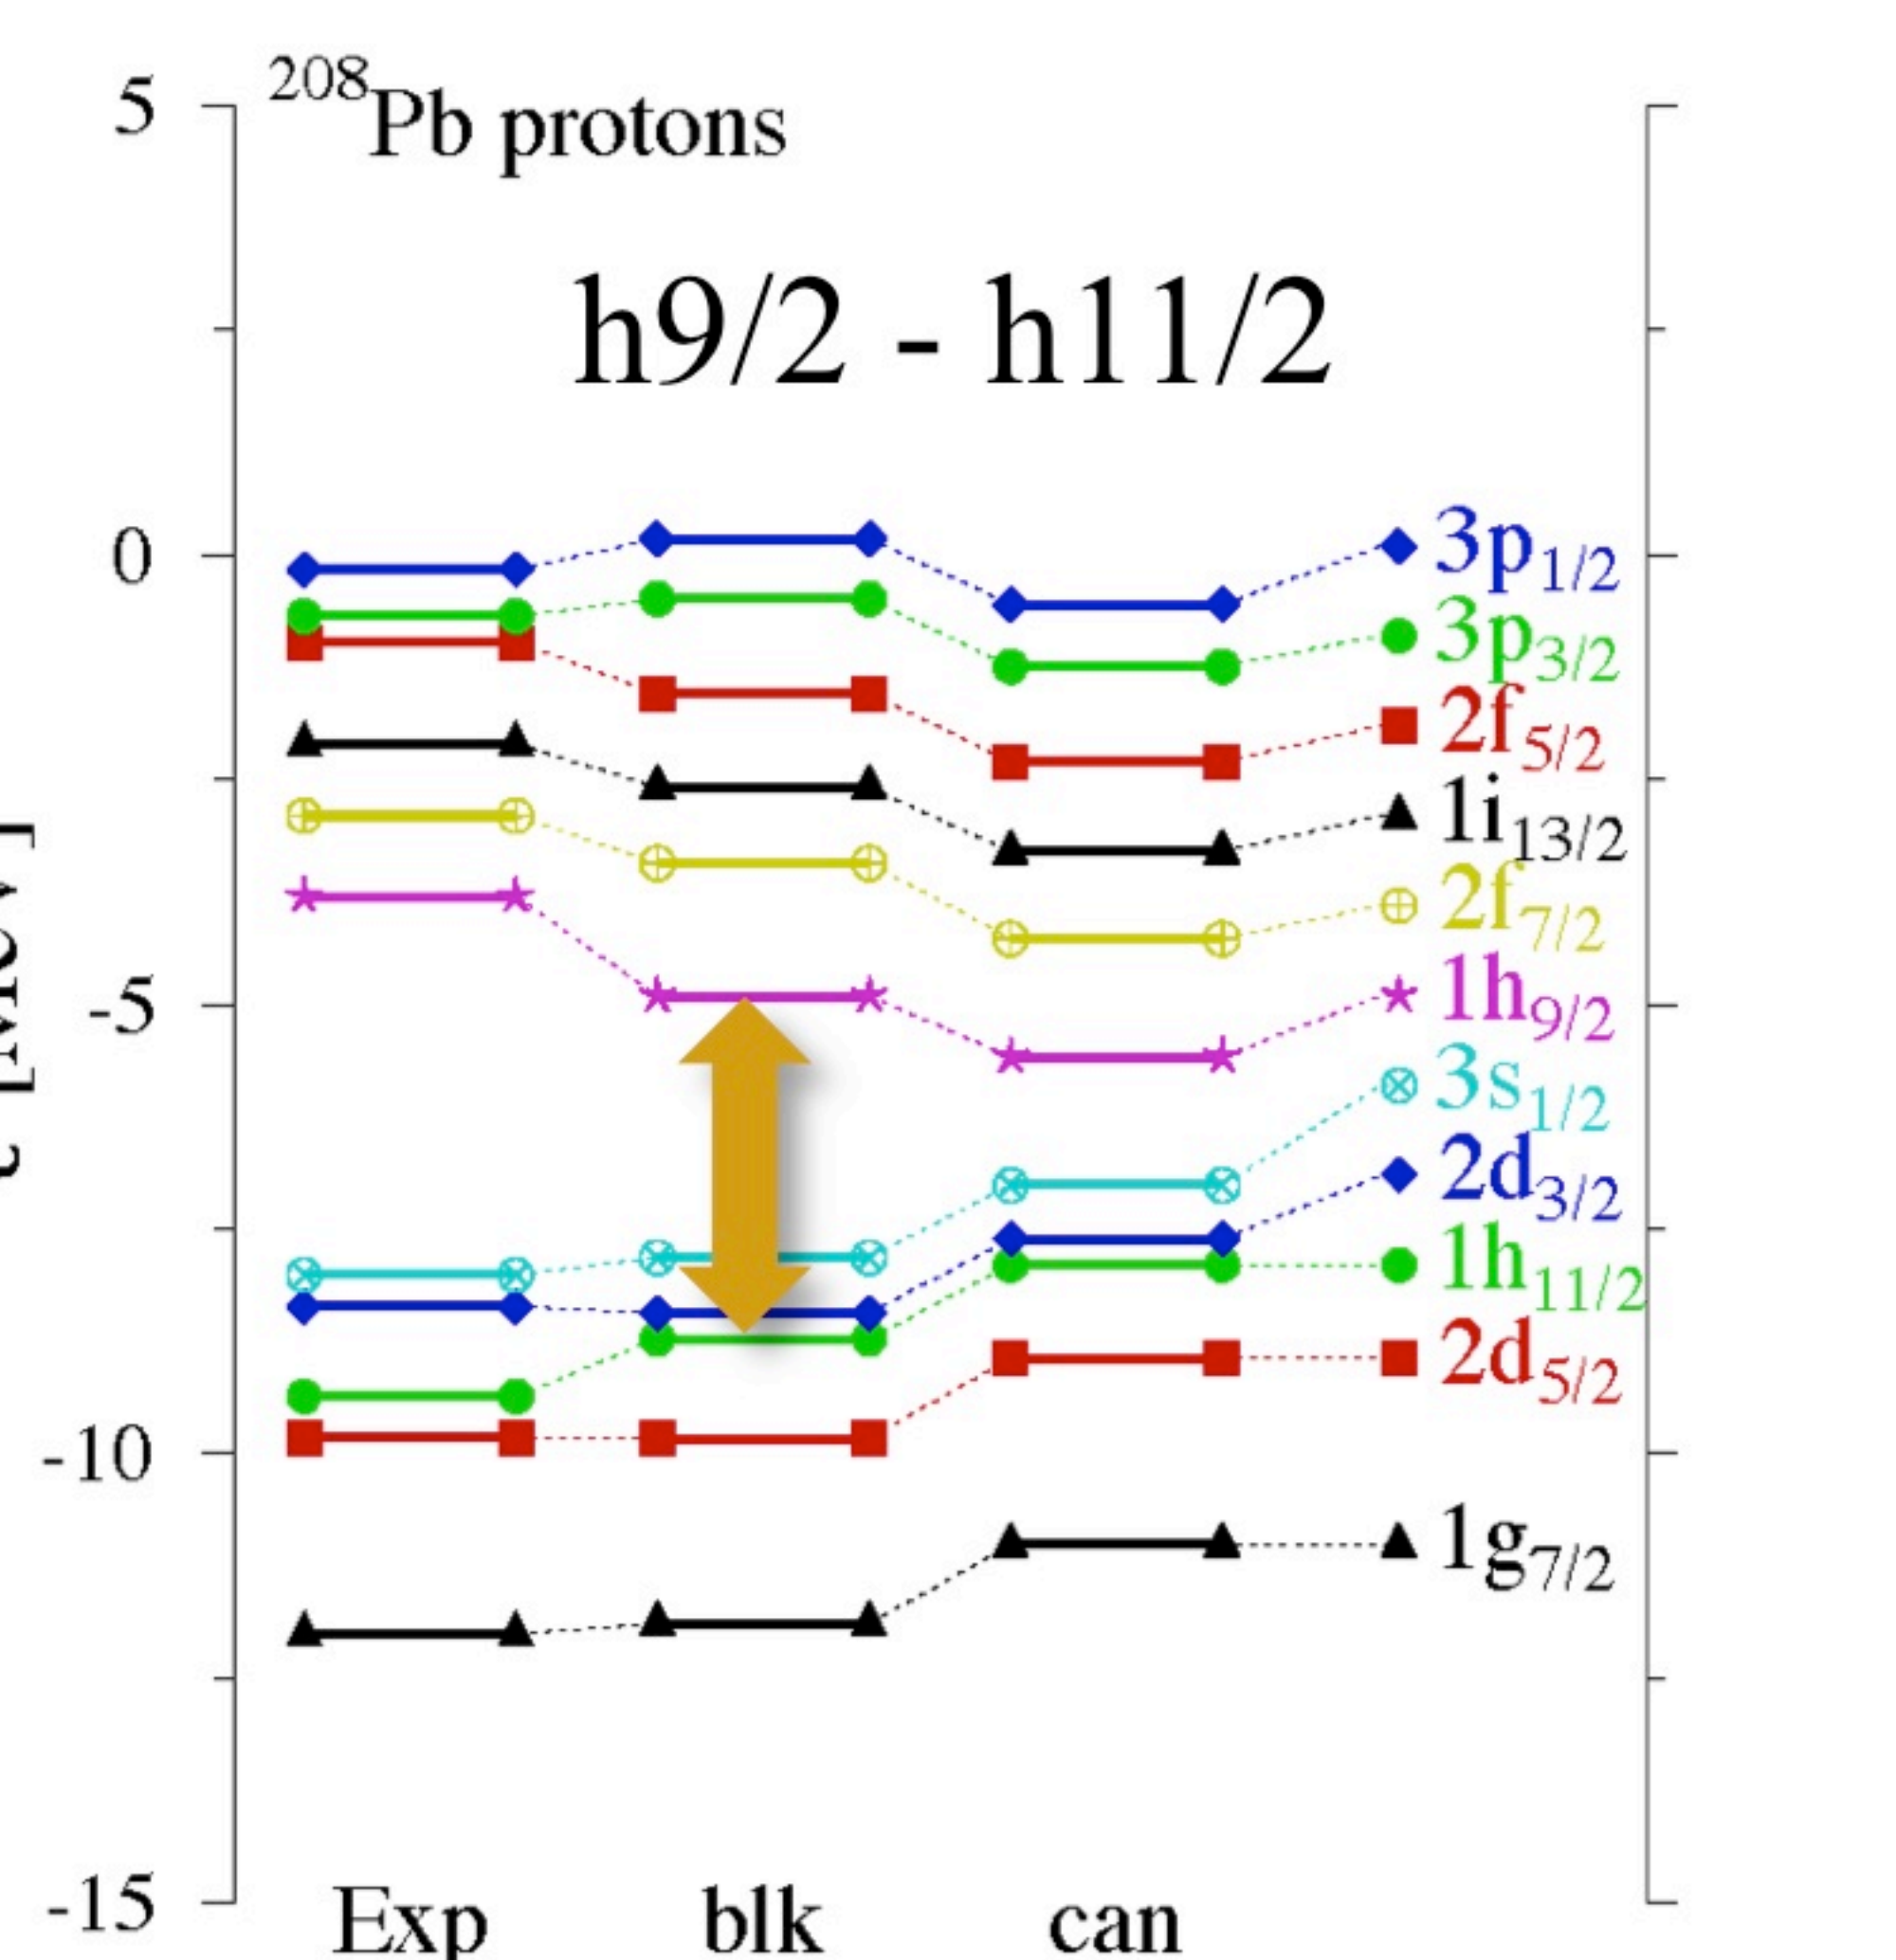 5
²⁰⁸Pb protons
h9/2 - h11/2
0
3p1/2
3p3/2
2f5/2
1i13/2
2f7/2
-5
1h9/2
3s1/2
2d3/2
1h11/2
2d5/2
-10
1g7/2
-15
Exp blk can